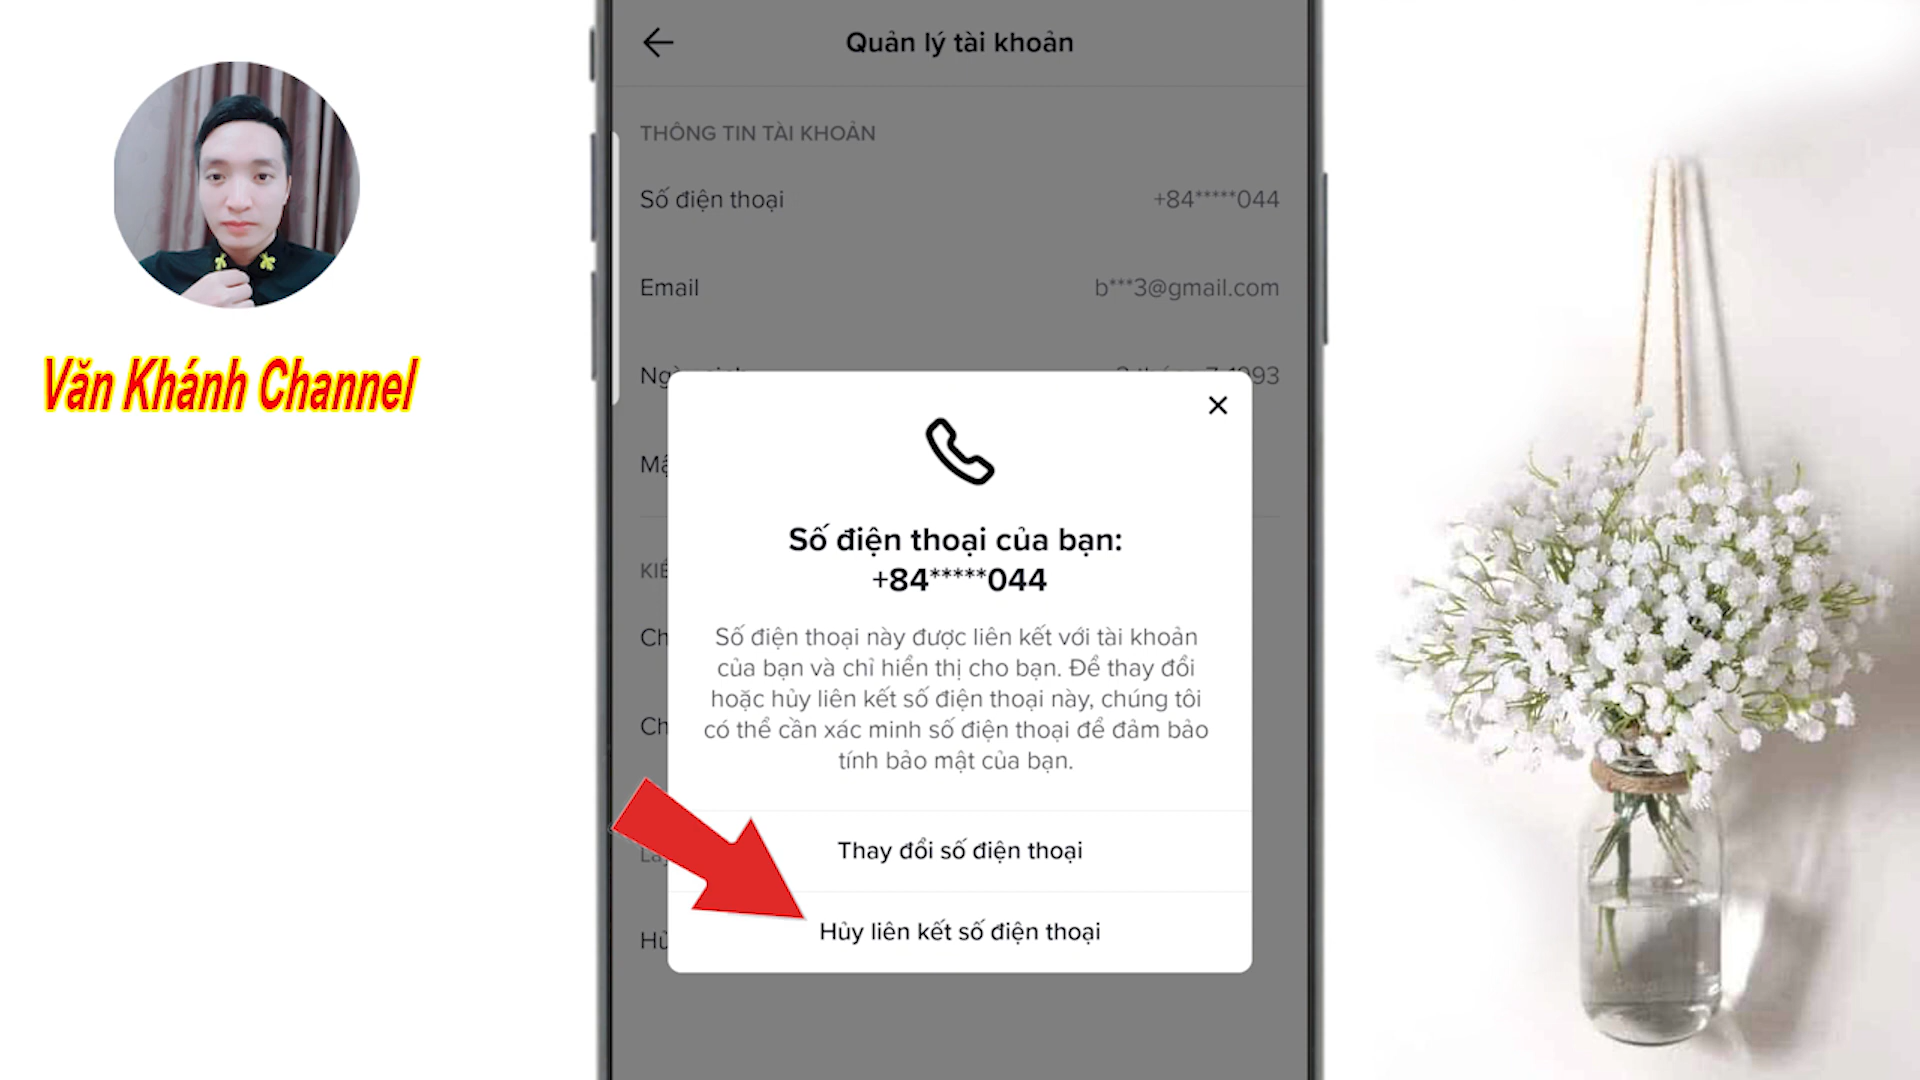 Văn Khánh Channel
Quản lý tài khoản
THÔNG TIN TÀI KHOẢN
Số điện thoại +84*****044
Email b***3@gmail.com
Số điện thoại của bạn:
+84*****044
Số điện thoại này được liên kết với tài khoản
của bạn và chỉ hiển thị cho bạn. Để thay đổi
hoặc hủy liên kết số điện thoại này, chúng tôi
có thể cần xác minh số điện thoại để đảm bảo
tính bảo mật của bạn.
Thay đổi số điện thoại
Hủy liên kết số điện thoại